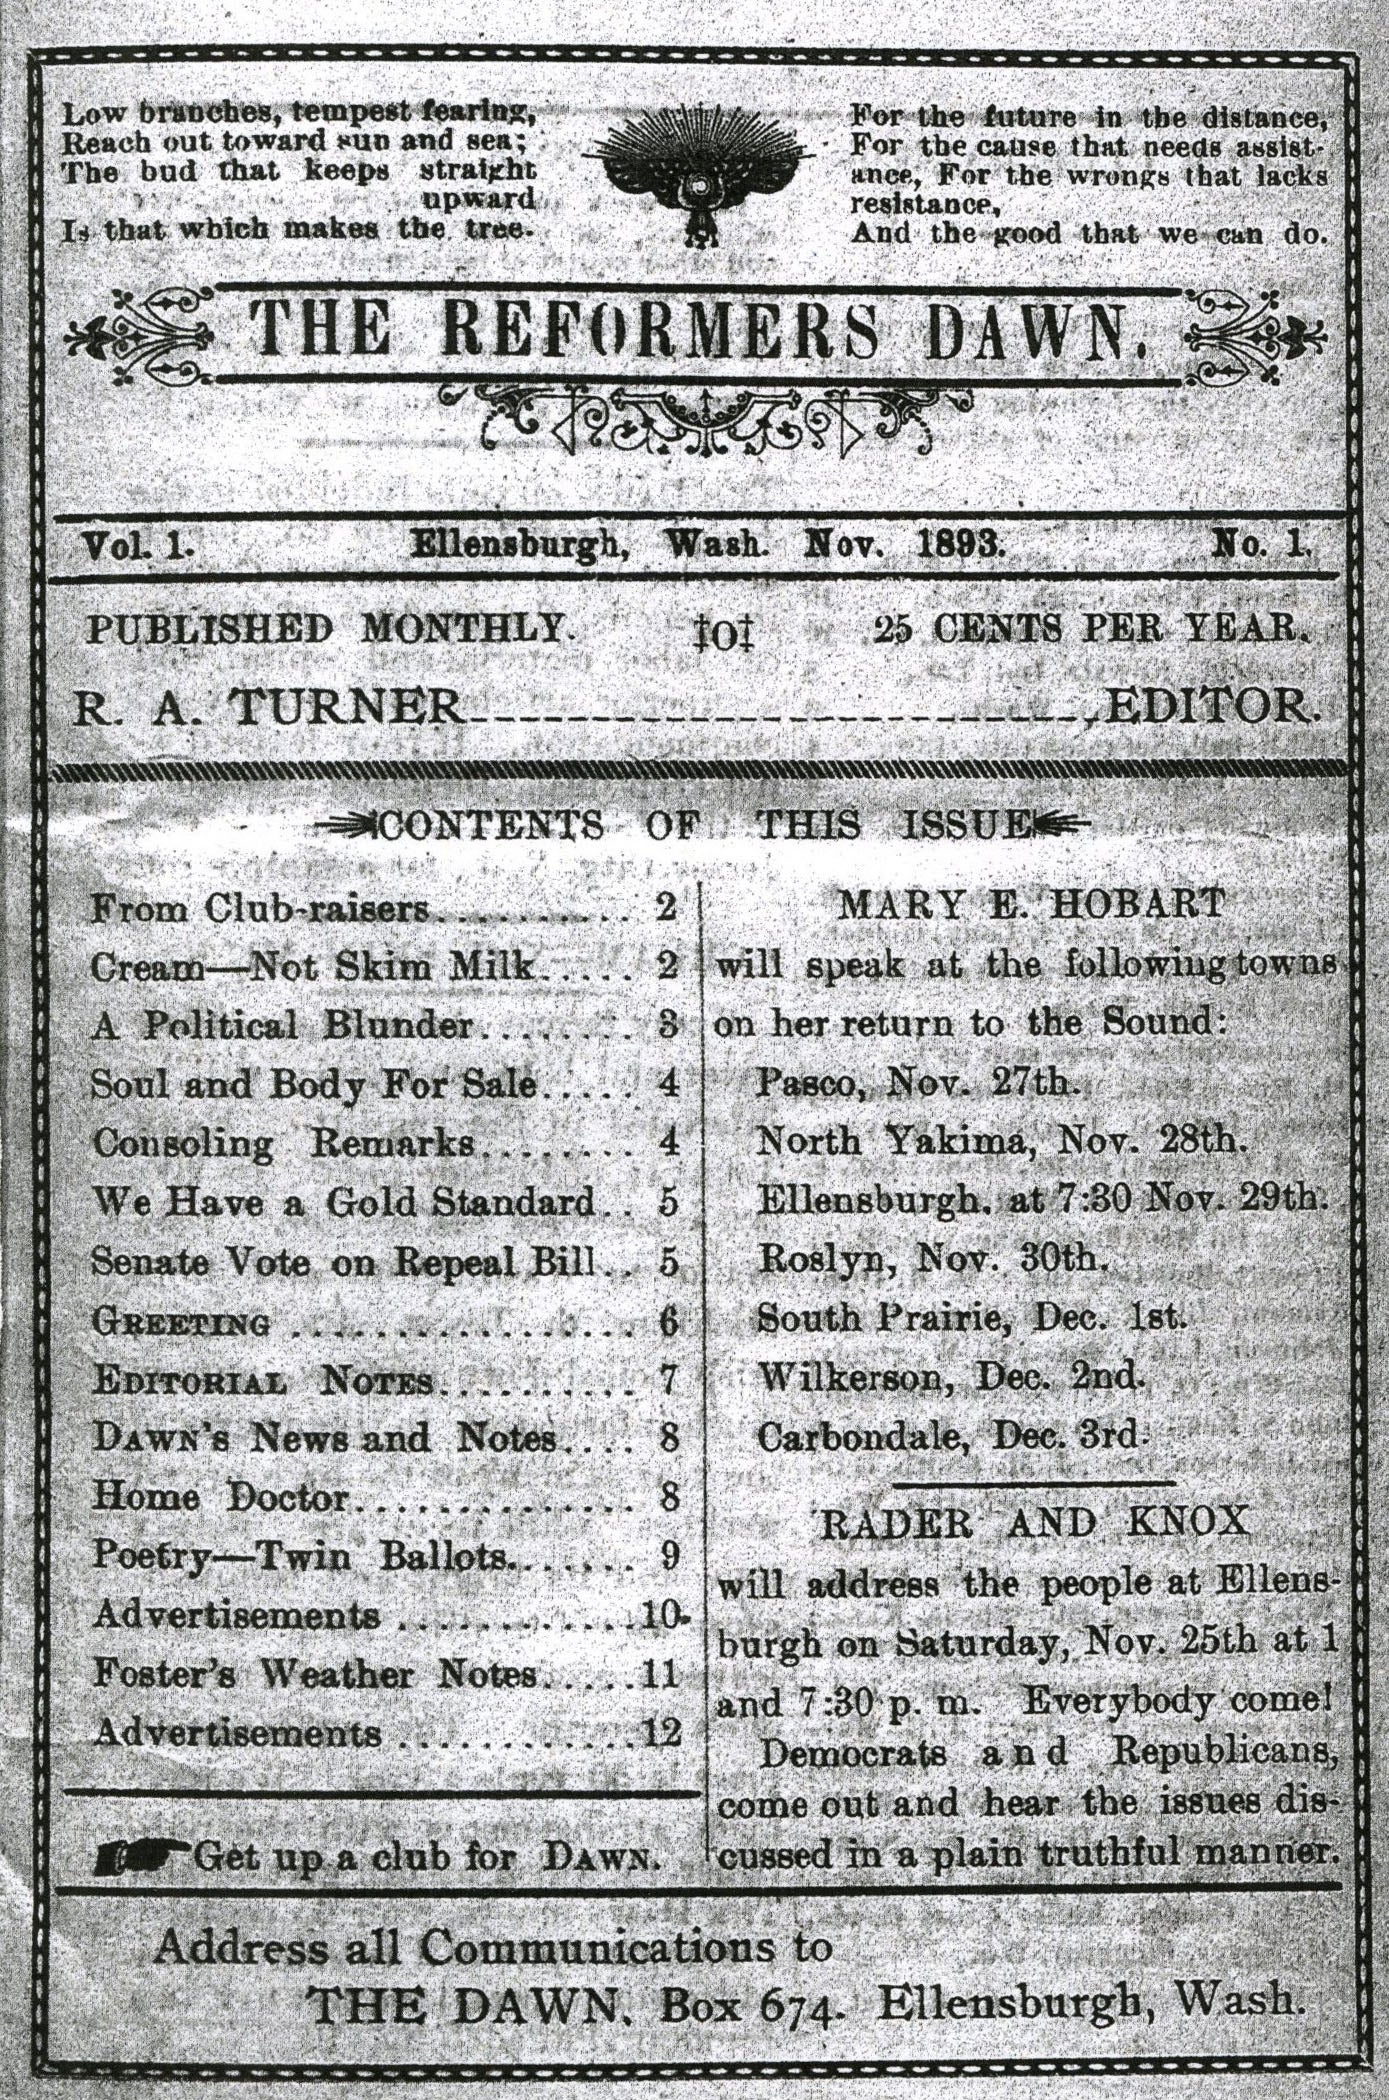 Low branches, tempest fearing,
Reach out toward sun and sea;
The bud that keeps straight
upward
Is that which makes the tree.
For the future in the distance,
For the cause that needs assist-
ance, For the wrongs that lacks
resistance,
And the good that we can do.
THE REFORMERS DAWN.
Vol. 1. Ellensburgh, Wash. Nov. 1893. No. 1.
PUBLISHED MONTHLY. ‡O‡ 25 CENTS PER YEAR.
R. A. TURNER EDITOR.
CONTENTS OF THIS ISSUE
From Club-raisers........... 2
Cream—Not Skim Milk..... 2
A Political Blunder........ 3
Soul and Body For Sale..... 4
Consoling Remarks........ 4
We Have a Gold Standard.. 5
Senate Vote on Repeal Bill.. 5
GREETING ................. 6
EDITORIAL NOTES.......... 7
DAWN'S News and Notes.... 8
Home Doctor.............. 8
Poetry—Twin Ballots....... 9
Advertisements ............10
Foster's Weather Notes.....11
Advertisements ............12
Get up a club for DAWN.
MARY E. HOBART
will speak at the following towns
on her return to the Sound:
Pasco, Nov. 27th.
North Yakima, Nov. 28th.
Ellensburgh. at 7:30 Nov. 29th.
Roslyn, Nov. 30th.
South Prairie, Dec. 1st.
Wilkerson, Dec. 2nd.
Carbondale, Dec. 3rd.
RADER AND KNOX
will address the people at Ellens-
burgh on Saturday, Nov. 25th at 1
and 7:30 p. m. Everybody come!
Democrats and Republicans,
come out and hear the issues dis-
cussed in a plain truthful manner.
Address all Communications to
THE DAWN. Box 674. Ellensburgh, Wash.